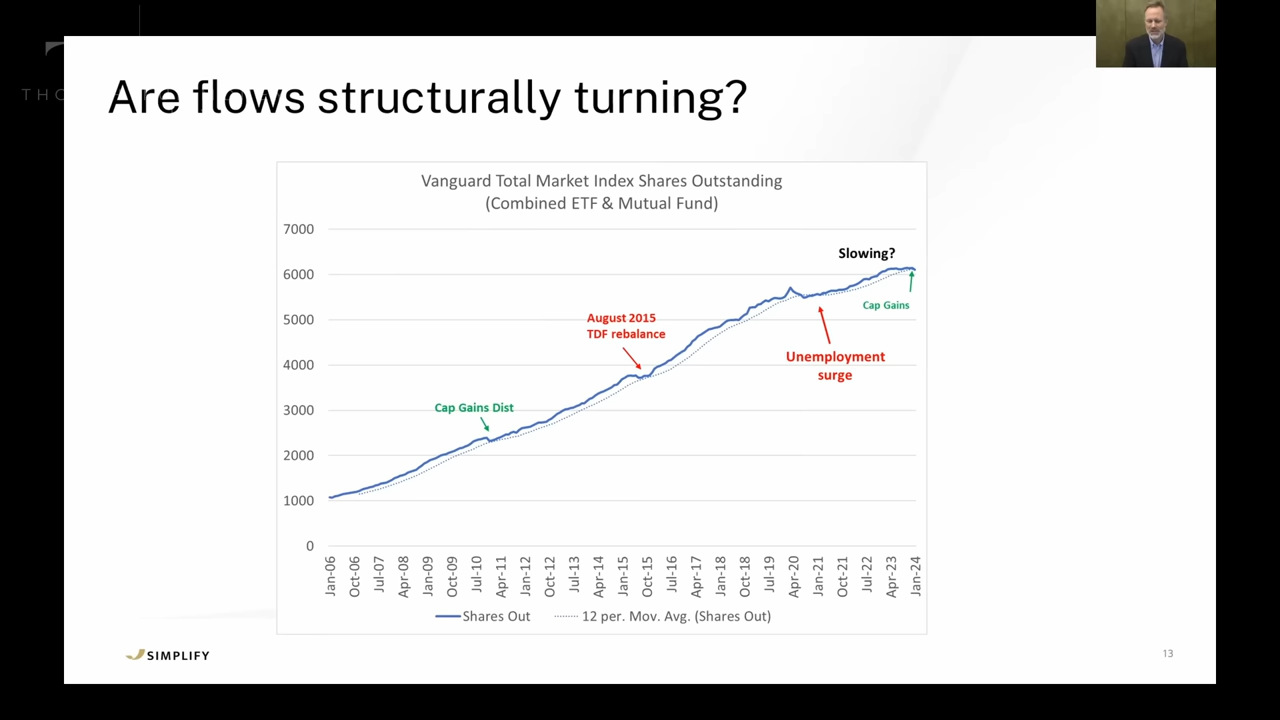 THO
Are flows structurally turning?
Vanguard Total Market Index Shares Outstanding
(Combined ETF & Mutual Fund)
7000
6000
5000
4000
3000
2000
1000
0
Slowing?
Cap Gains
August 2015
TDF rebalance
Unemployment
surge
Cap Gains Dist
Jan-06
Oct-06
Jul-07
Apr-08
Jan-09
Oct-09
Jul-10
Apr-11
Jan-12
Oct-12
Jul-13
Apr-14
Jan-15
Oct-15
Jul-16
Apr-17
Jan-18
Oct-18
Jul-19
Apr-20
Jan-21
Oct-21
Jul-22
Apr-23
Jan-24
Shares Out
12 per. Mov. Avg. (Shares Out)
SIMPLIFY
13